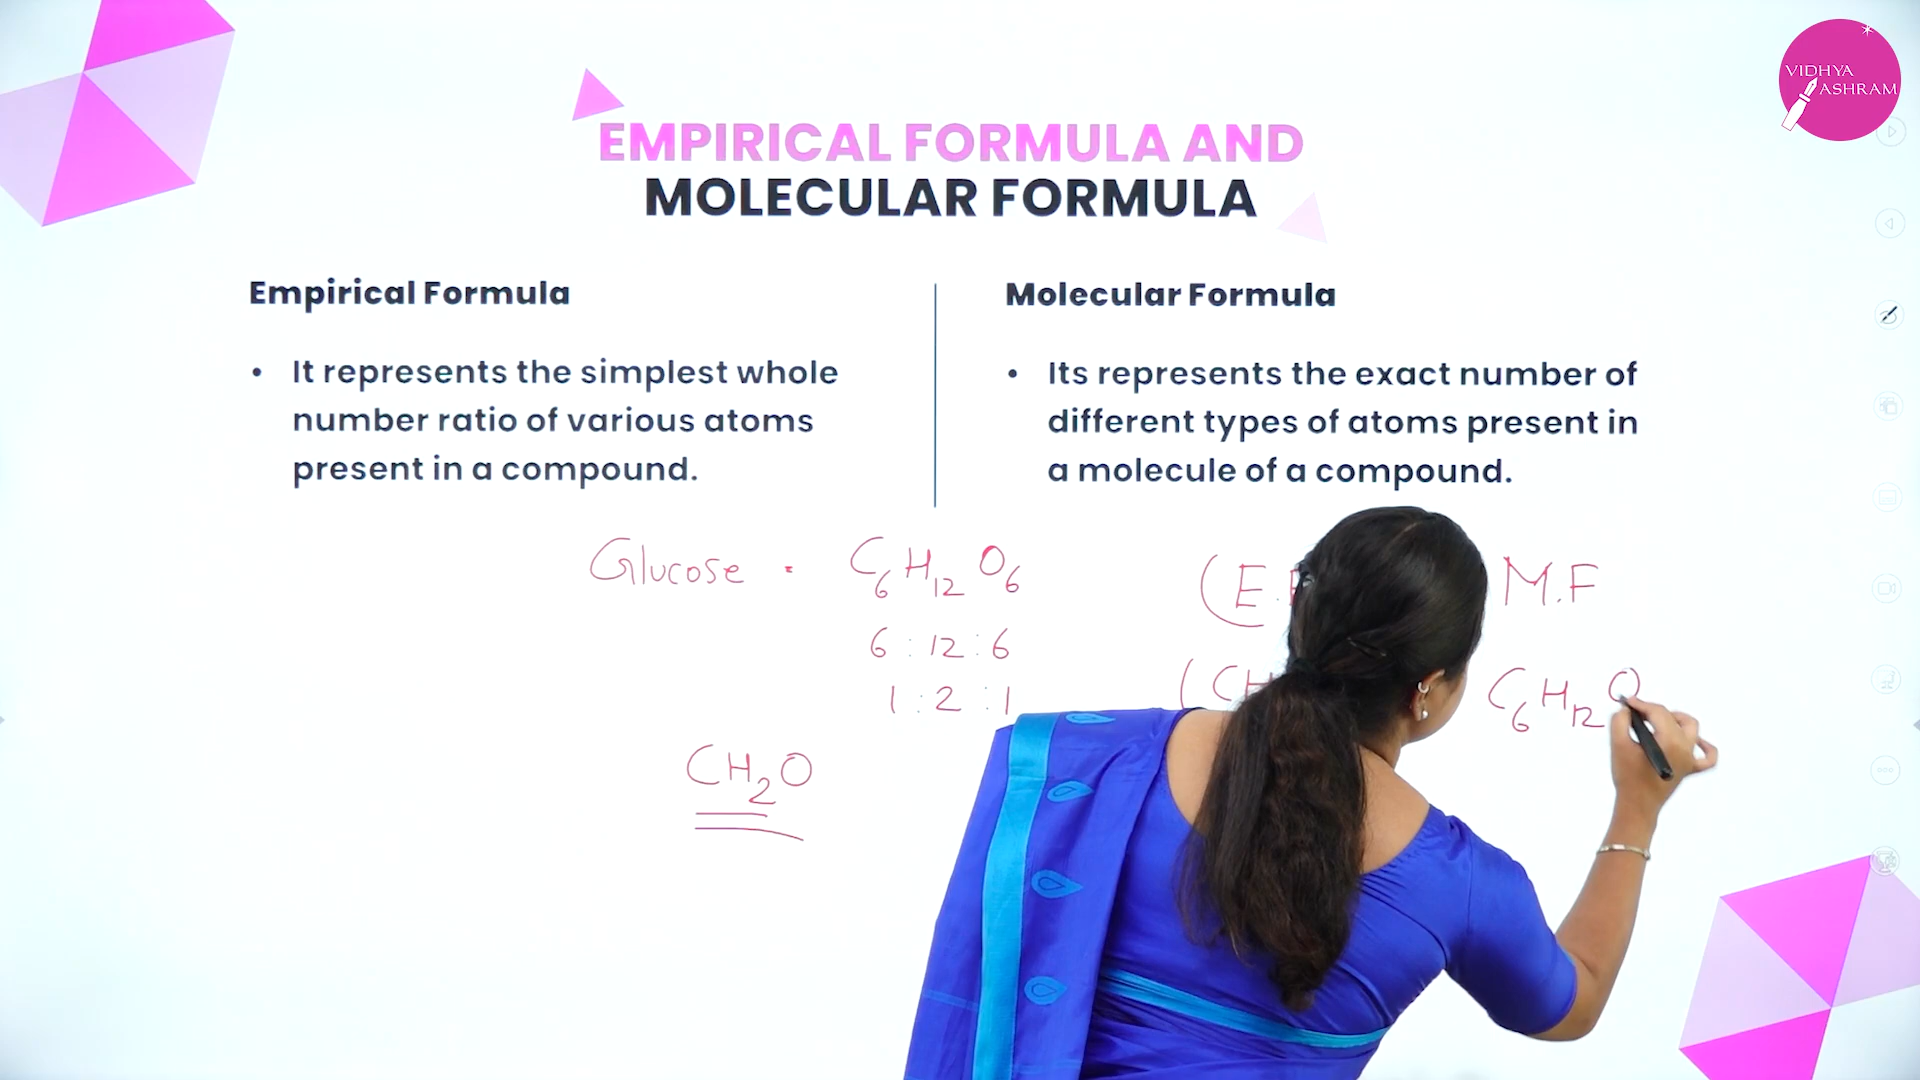 VIDHYA
ASHRAM
EMPIRICAL FORMULA AND
MOLECULAR FORMULA
Empirical Formula
• It represents the simplest whole
number ratio of various atoms
present in a compound.
Molecular Formula
• Its represents the exact number of
different types of atoms present in
a molecule of a compound.
Glucose = C₆H₁₂O₆
6 : 12 : 6
1 : 2 : 1
CH₂O
(E. M.F
(CH C₆H₁₂O